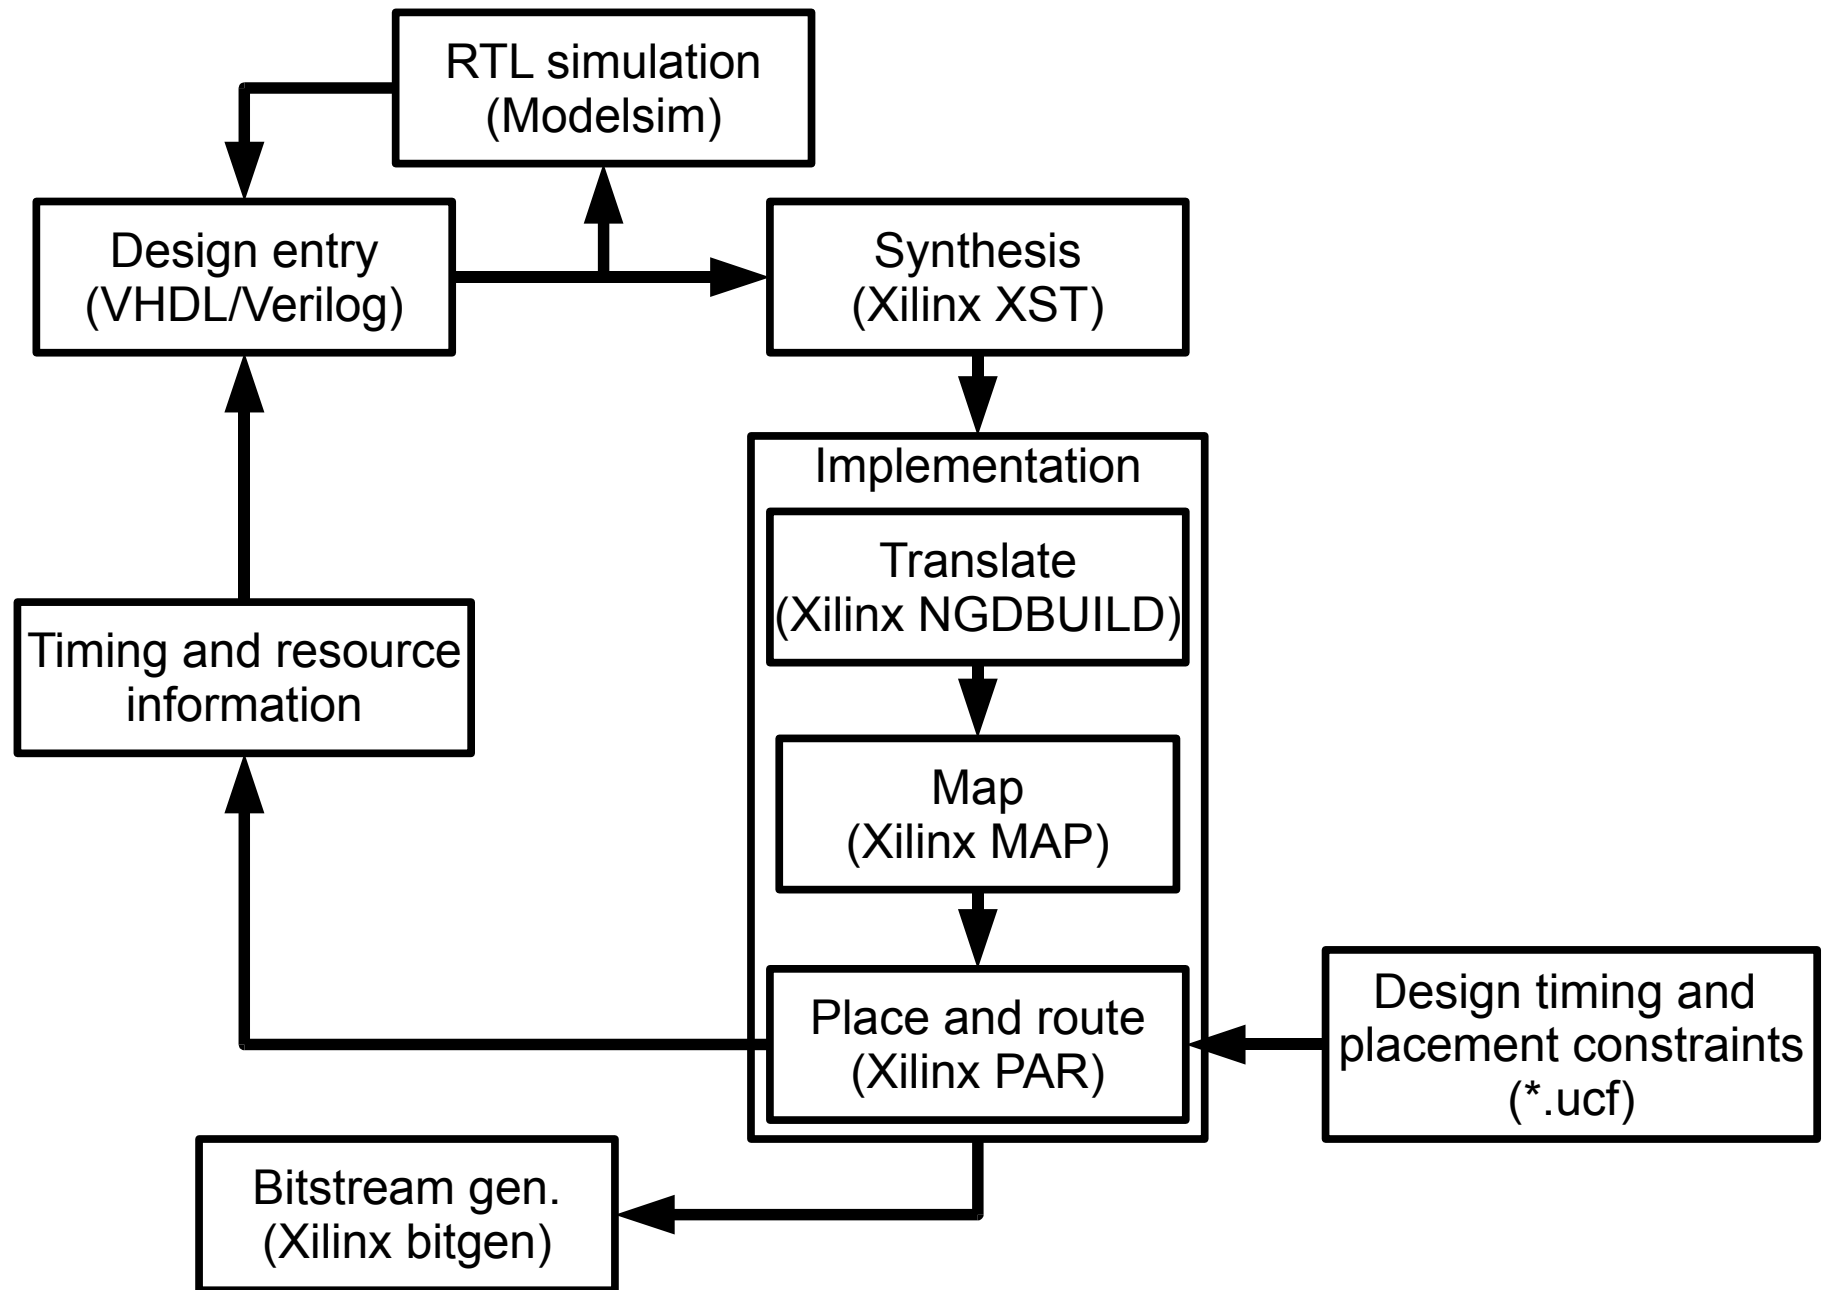 RTL simulation
(Modelsim)
Design entry
(VHDL/Verilog)
Synthesis
(Xilinx XST)
Implementation
Translate
(Xilinx NGDBUILD)
Timing and resource
information
Map
(Xilinx MAP)
Place and route
(Xilinx PAR)
Design timing and
placement constraints
(*.ucf)
Bitstream gen.
(Xilinx bitgen)